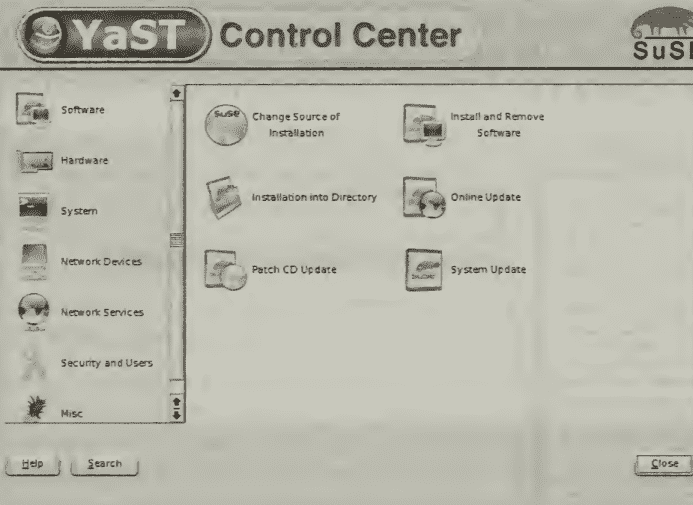 YaST Control Center
SuSE
Software
Hardware
System
Network Devices
Network Services
Security and Users
Misc
suse
Change Source of
Installation
Install and Remove
Software
Installation into Directory
Online Update
Patch CD Update
System Update
Help
Search
Close